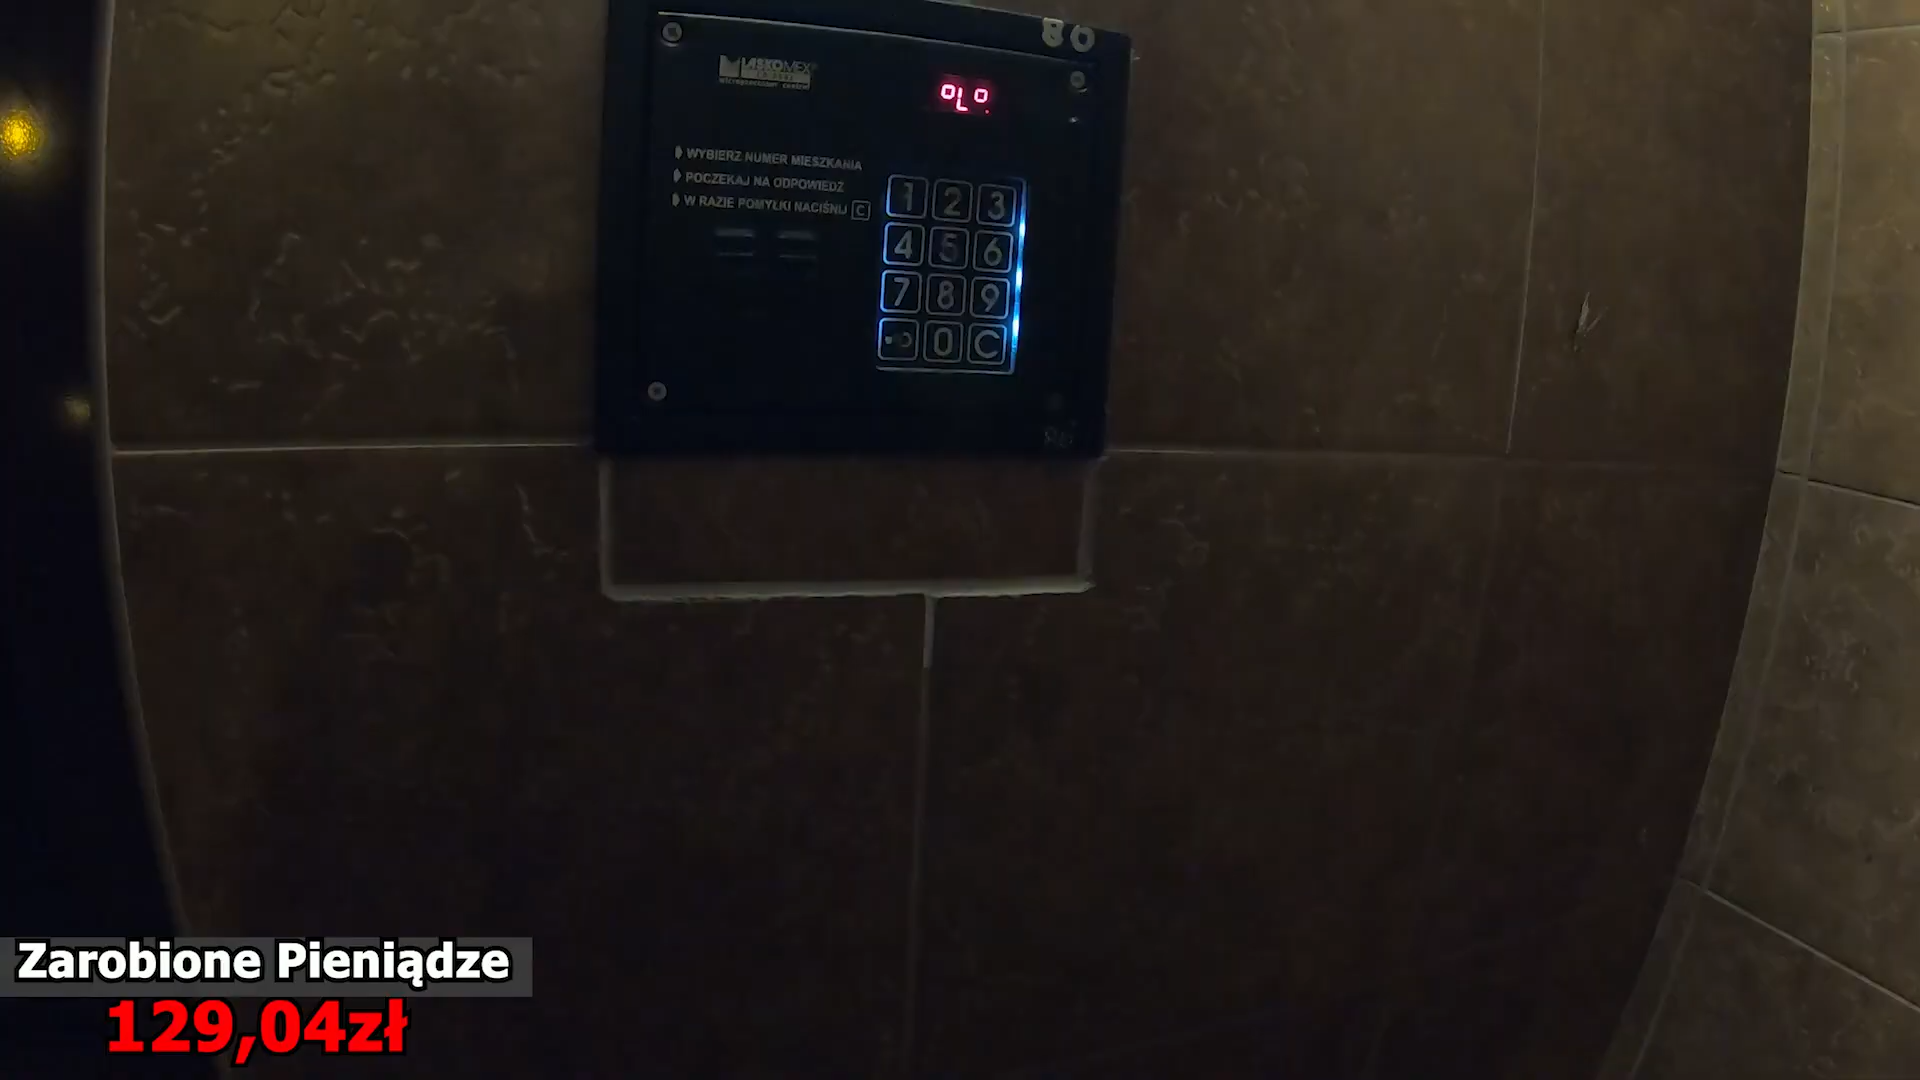 86
LASKOMEX
°L°.
WYBIERZ NUMER MIESZKANIA
POCZEKAJ NA ODPOWIEDŹ
W RAZIE POMYŁKI NACIŚNIJ C
1 2 3
4 5 6
7 8 9
0 C
Zarobione Pieniądze
129,04zł